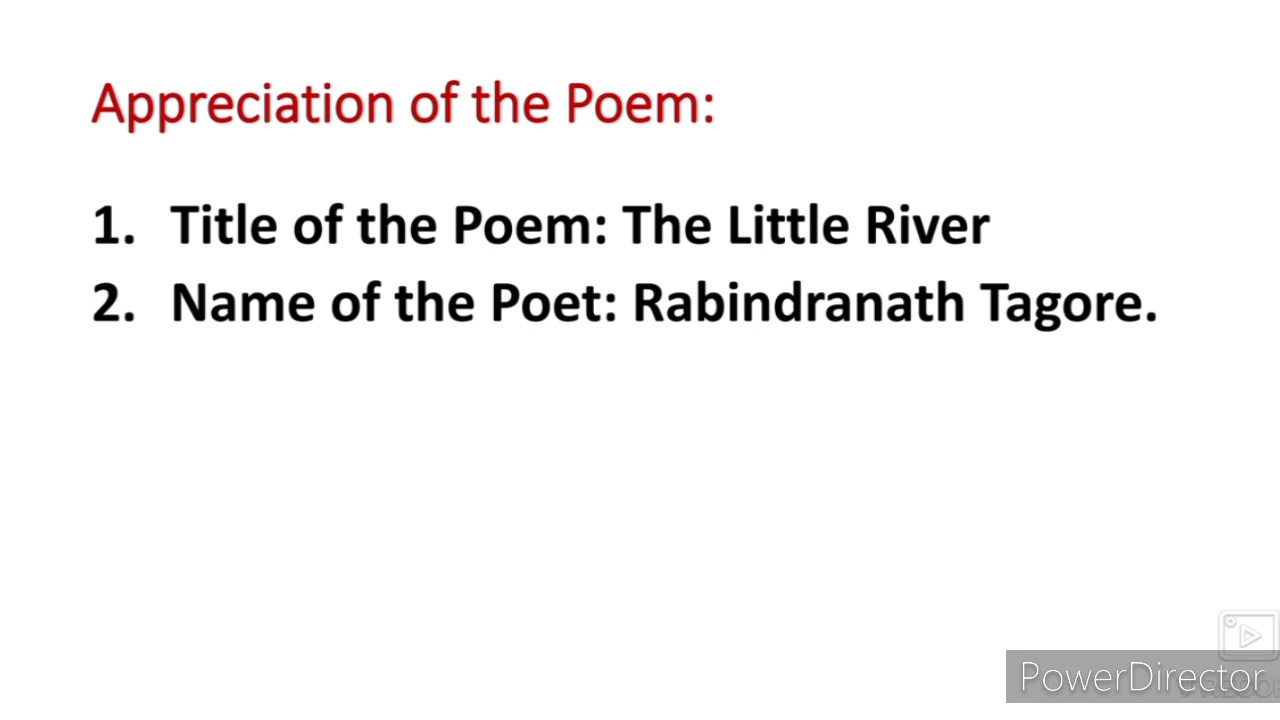 Appreciation of the Poem:
1. Title of the Poem: The Little River
2. Name of the Poet: Rabindranath Tagore.
PowerDirector